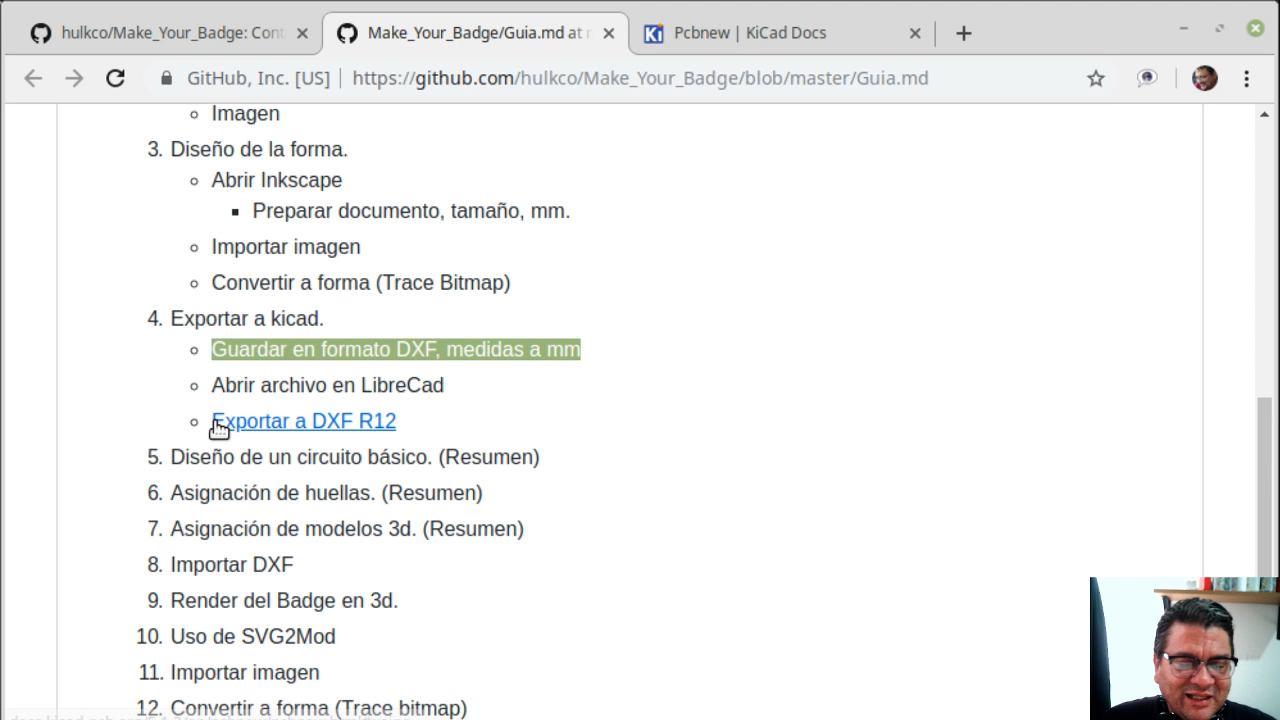 hulkco/Make_Your_Badge: Cont
Make_Your_Badge/Guia.md at
Pcbnew | KiCad Docs
GitHub, Inc. [US]
https://github.com/hulkco/Make_Your_Badge/blob/master/Guia.md
Imagen
3. Diseño de la forma.
Abrir Inkscape
Preparar documento, tamaño, mm.
Importar imagen
Convertir a forma (Trace Bitmap)
4. Exportar a kicad.
Guardar en formato DXF, medidas a mm
Abrir archivo en LibreCad
Exportar a DXF R12
5. Diseño de un circuito básico. (Resumen)
6. Asignación de huellas. (Resumen)
7. Asignación de modelos 3d. (Resumen)
8. Importar DXF
9. Render del Badge en 3d.
10. Uso de SVG2Mod
11. Importar imagen
12. Convertir a forma (Trace bitmap)